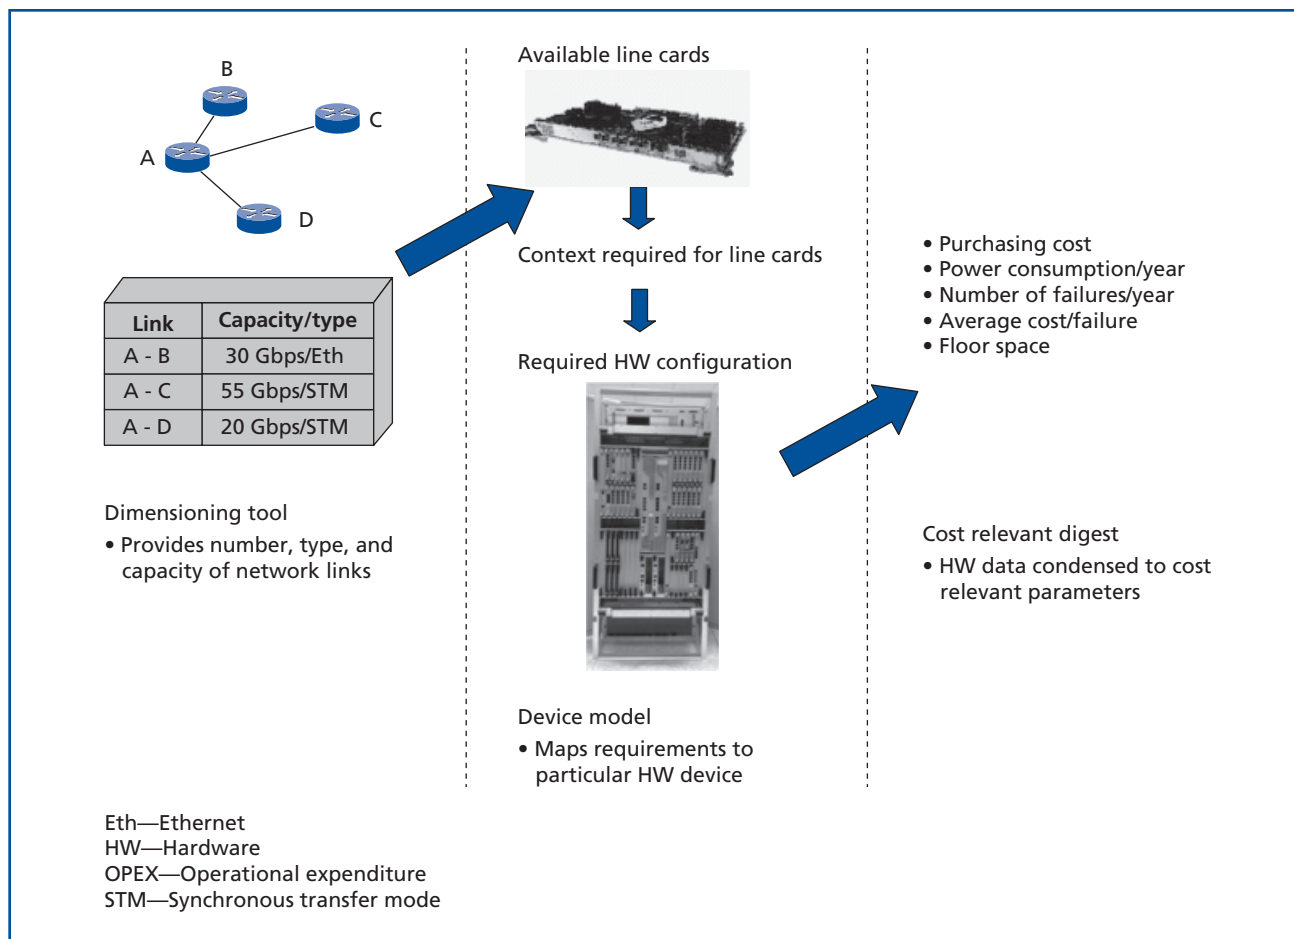 B
C
A
D
Link Capacity/type
A - B 30 Gbps/Eth
A - C 55 Gbps/STM
A - D 20 Gbps/STM
Dimensioning tool
• Provides number, type, and
capacity of network links
Available line cards
Context required for line cards
Required HW configuration
Device model
• Maps requirements to
particular HW device
• Purchasing cost
• Power consumption/year
• Number of failures/year
• Average cost/failure
• Floor space
Cost relevant digest
• HW data condensed to cost
relevant parameters
Eth—Ethernet
HW—Hardware
OPEX—Operational expenditure
STM—Synchronous transfer mode